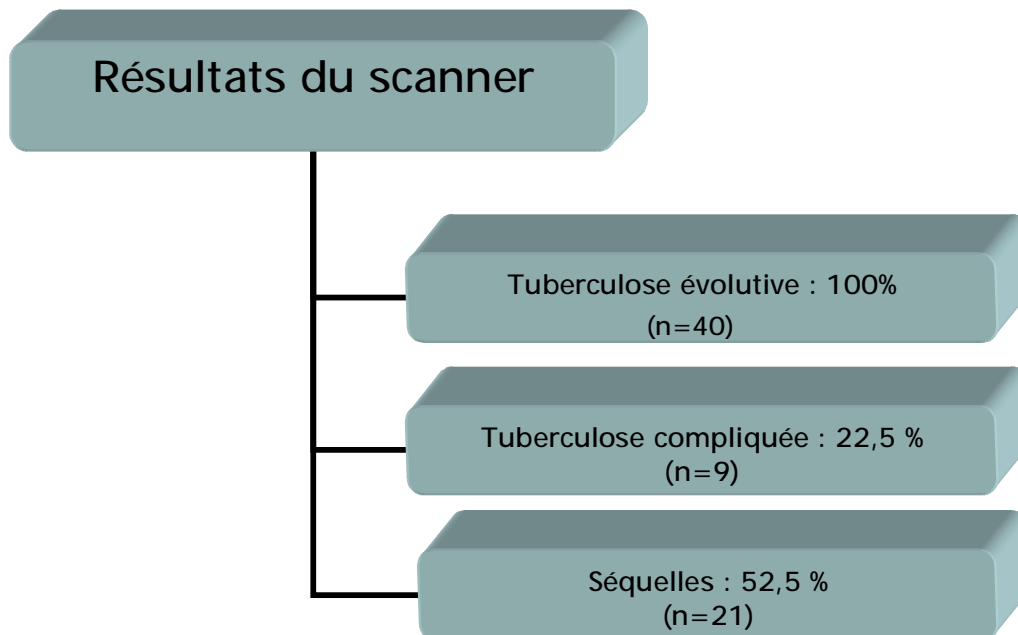 Résultats du scanner
Tuberculose évolutive : 100%
(n=40)
Tuberculose compliquée : 22,5 %
(n=9)
Séquelles : 52,5 %
(n=21)